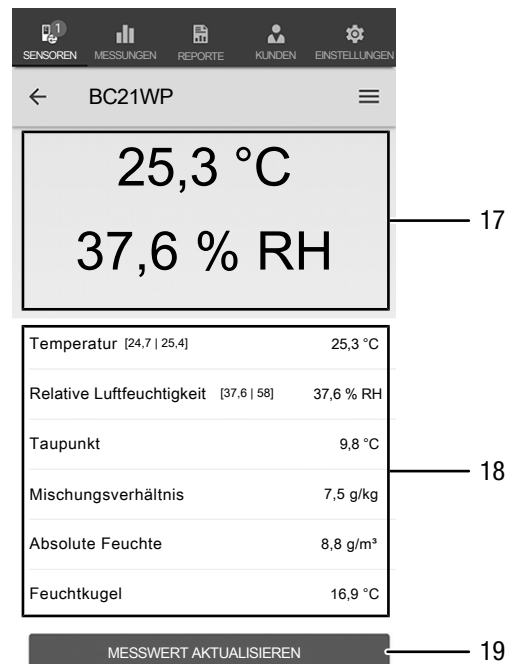 1
SENSOREN MESSUNGEN REPORTE KUNDEN EINSTELLUNGEN
← BC21WP
25,3 °C
37,6 % RH
17
Temperatur [24,7 | 25,4] 25,3 °C
Relative Luftfeuchtigkeit [37,6 | 58] 37,6 % RH
Taupunkt 9,8 °C
18
Mischungsverhältnis 7,5 g/kg
Absolute Feuchte 8,8 g/m³
Feuchtkugel 16,9 °C
MESSWERT AKTUALISIEREN 19